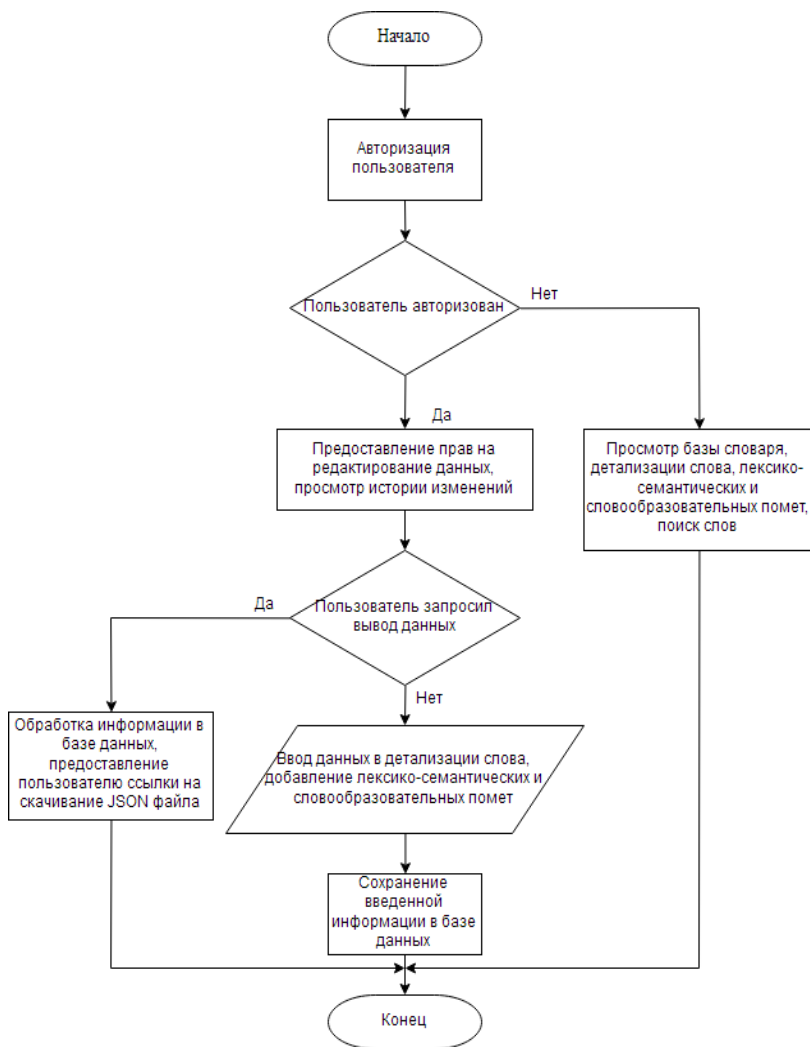 Начало
Авторизация
пользователя
Пользователь авторизован
Нет
Да
Предоставление прав на
редактирование данных,
просмотр истории изменений
Просмотр базы словаря,
детализации слова, лексико-
семантических и
словообразовательных помет,
поиск слов
Пользователь запросил
вывод данных
Да
Нет
Обработка информации в
базе данных,
предоставление
пользователю ссылки на
скачивание JSON файла
Ввод данных в детализации слова,
добавление лексико-семантических и
словообразовательных помет
Сохранение
введенной
информации в базе
данных
Конец